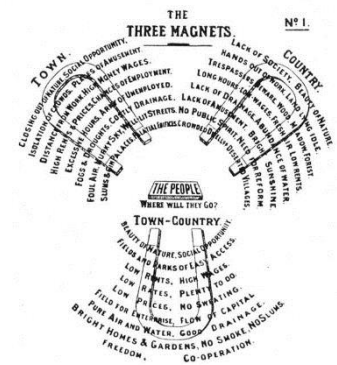 THE
THREE MAGNETS.
Nº1.
TOWN.
CLOSING OUT OF NATURE. SOCIAL OPPORTUNITY.
ISOLATION OF CROWDS. PLACES OF AMUSEMENT.
DISTANCE FROM WORK. HIGH MONEY WAGES.
HIGH RENTS & PRICES. CHANCES OF EMPLOYMENT.
EXCESSIVE HOURS. ARMY OF UNEMPLOYED.
FOGS & DROUGHTS. COSTLY DRAINAGE.
FOUL AIR. MURKY SKY. WELL-LIT STREETS.
SLUMS & GIN PALACES. PALATIAL EDIFICES.
COUNTRY.
LACK OF SOCIETY. BEAUTY OF NATURE.
HANDS OUT OF WORK. LAND LYING IDLE.
TRESPASSERS BEWARE. WOOD, MEADOW, FOREST.
LONG HOURS. LOW WAGES. FRESH AIR. LOW RENTS.
LACK OF DRAINAGE. ABUNDANCE OF WATER.
LACK OF AMUSEMENT. BRIGHT SUNSHINE.
NO PUBLIC SPIRIT. NEED FOR REFORM.
CROWDED DWELLINGS. DESERTED VILLAGES.
THE PEOPLE
WHERE WILL THEY GO?
TOWN-COUNTRY.
BEAUTY OF NATURE. SOCIAL OPPORTUNITY.
FIELDS AND PARKS OF EASY ACCESS.
LOW RENTS, HIGH WAGES.
LOW RATES, PLENTY TO DO.
LOW PRICES, NO SWEATING.
FIELD FOR ENTERPRISE, FLOW OF CAPITAL.
PURE AIR AND WATER, GOOD DRAINAGE.
BRIGHT HOMES & GARDENS, NO SMOKE, NO SLUMS.
FREEDOM. CO-OPERATION.